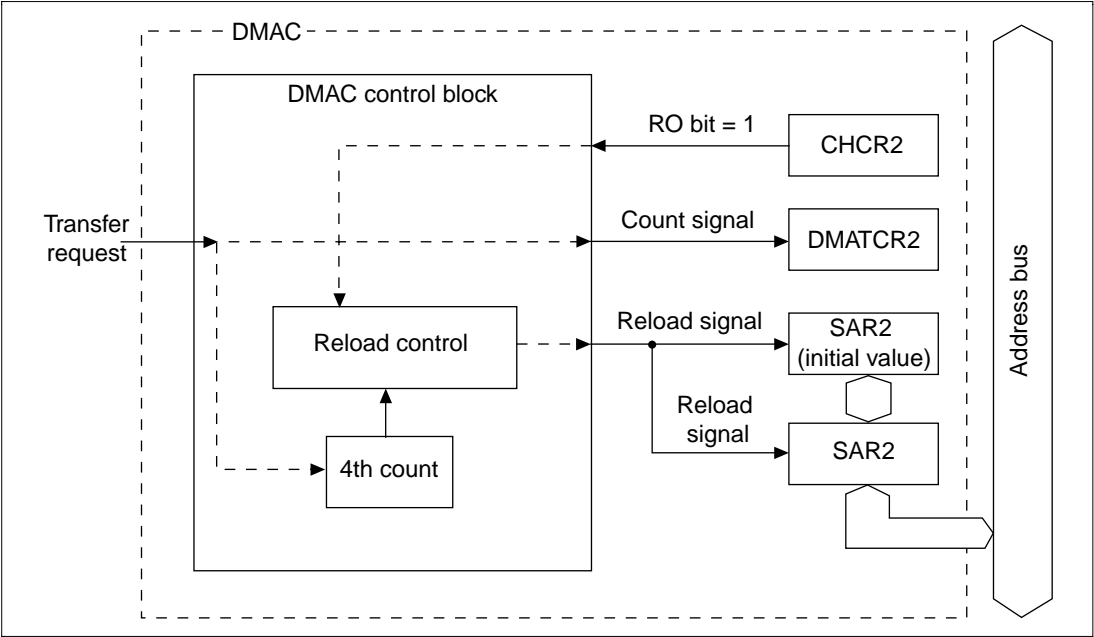 DMAC
DMAC control block
RO bit = 1
CHCR2
Transfer
request
Count signal
DMATCR2
Reload control
Reload signal
SAR2
(initial value)
Reload
signal
SAR2
4th count
Address bus